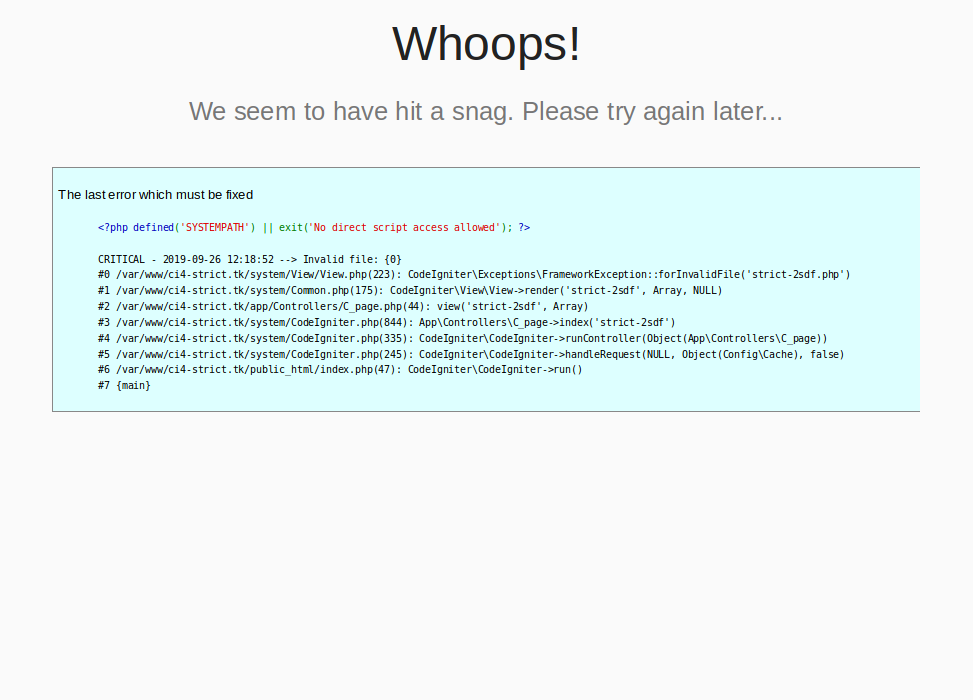 Whoops!
We seem to have hit a snag. Please try again later...
The last error which must be fixed
<?php defined('SYSTEMPATH') || exit('No direct script access allowed'); ?>
CRITICAL - 2019-09-26 12:18:52 --> Invalid file: {0}
#0 /var/www/ci4-strict.tk/system/View/View.php(223): CodeIgniter\Exceptions\FrameworkException::forInvalidFile('strict-2sdf.php')
#1 /var/www/ci4-strict.tk/system/Common.php(175): CodeIgniter\View\View->render('strict-2sdf', Array, NULL)
#2 /var/www/ci4-strict.tk/app/Controllers/C_page.php(44): view('strict-2sdf', Array)
#3 /var/www/ci4-strict.tk/system/CodeIgniter.php(844): App\Controllers\C_page->index('strict-2sdf')
#4 /var/www/ci4-strict.tk/system/CodeIgniter.php(335): CodeIgniter\CodeIgniter->runController(Object(App\Controllers\C_page))
#5 /var/www/ci4-strict.tk/system/CodeIgniter.php(245): CodeIgniter\CodeIgniter->handleRequest(NULL, Object(Config\Cache), false)
#6 /var/www/ci4-strict.tk/public_html/index.php(47): CodeIgniter\CodeIgniter->run()
#7 {main}